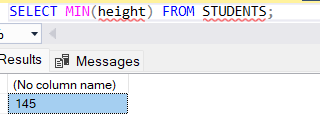 SELECT MIN(height) FROM STUDENTS;
%
Results Messages
(No column name)
145